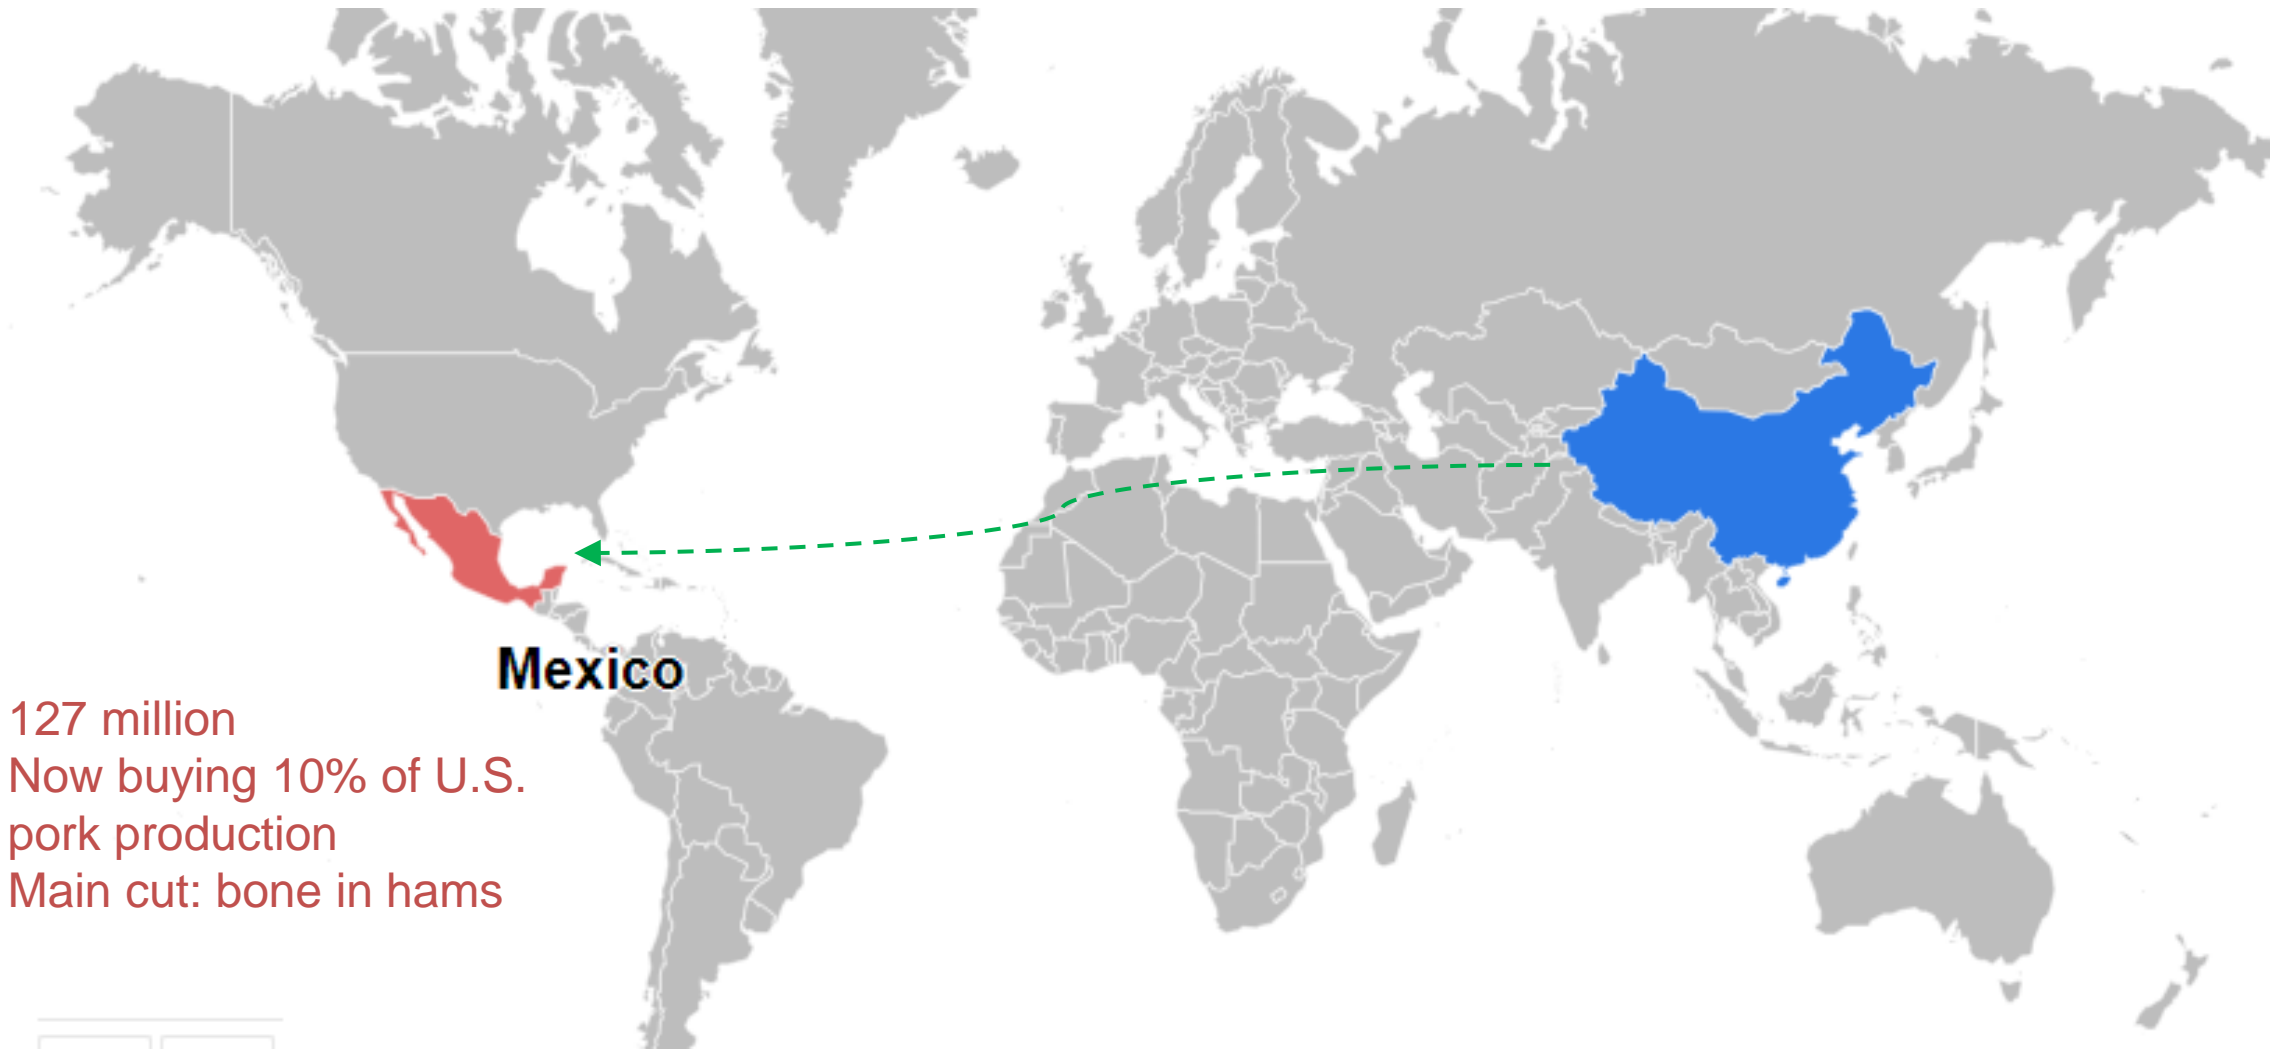 Mexico
127 million
Now buying 10% of U.S.
pork production
Main cut: bone in hams